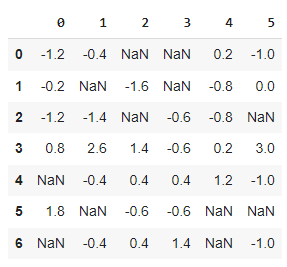 0 1 2 3 4 5
0 -1.2 -0.4 NaN NaN 0.2 -1.0
1 -0.2 NaN -1.6 NaN -0.8 0.0
2 -1.2 -1.4 NaN -0.6 -0.8 NaN
3 0.8 2.6 1.4 -0.6 0.2 3.0
4 NaN -0.4 0.4 0.4 1.2 -1.0
5 1.8 NaN -0.6 -0.6 NaN NaN
6 NaN -0.4 0.4 1.4 NaN -1.0